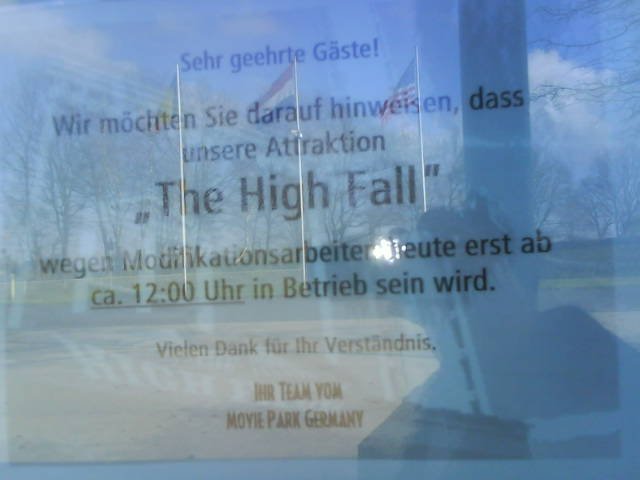 Sehr geehrte Gäste!
Wir möchten Sie darauf hinweisen, dass
unsere Attraktion
„The High Fall"
wegen Modifikationsarbeiten heute erst ab
ca. 12:00 Uhr in Betrieb sein wird.
Vielen Dank für Ihr Verständnis.
IHR TEAM VOM
MOVIE PARK GERMANY